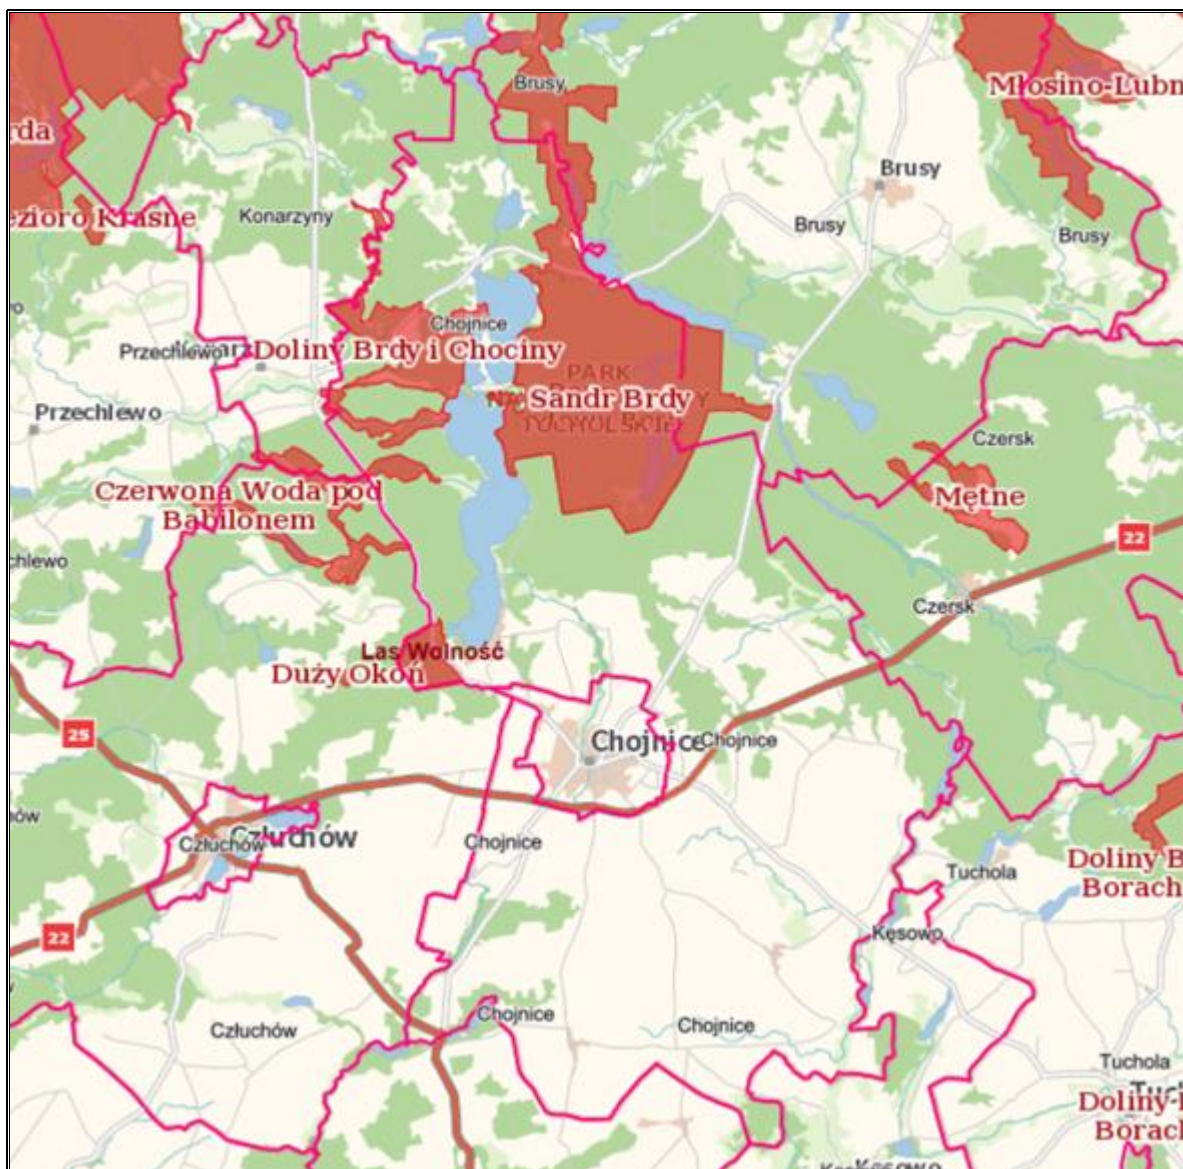 Brusy
Młosino-Lubn
rda
Brusy
ezioro Krasne
Konarzyny
Brusy
Brusy
Chojnice
Przechlewo
Doliny Brdy i Chociny
PARK
Sandr Brdy
TUCHOLSKIE
Przechlewo
Czersk
Czerwona Woda pod
Babilonem
Mętne
22
chlewo
Czersk
Las Wolność
Duży Okoń
25
Chojnice
Chojnice
ów
Człuchów
Człuchów
Chojnice
Doliny B
Borach
Tuchola
22
Kęsowo
Chojnice
Człuchów
Chojnice
Tuchola
Doliny
Borach